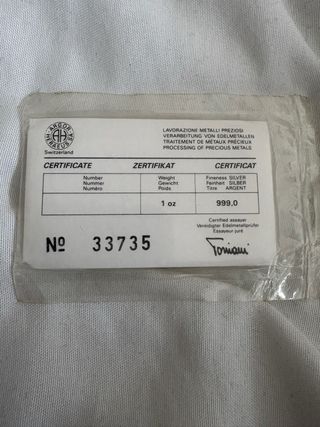 ARGOR HERAEUS SA
AH
Switzerland
LAVORAZIONE METALLI PREZIOSI
VERARBEITUNG VON EDELMETALLEN
TRAITEMENT DE MÉTAUX PRÉCIEUX
PROCESSING OF PRECIOUS METALS
CERTIFICATE ZERTIFIKAT CERTIFICAT
Number Weight Fineness SILVER
Nummer Gewicht Feinheit SILBER
Numéro Poids Titre ARGENT
1 oz 999,0
Certified assayer
Vereidigter Edelmetallprüfer
Essayeur juré
No 33735